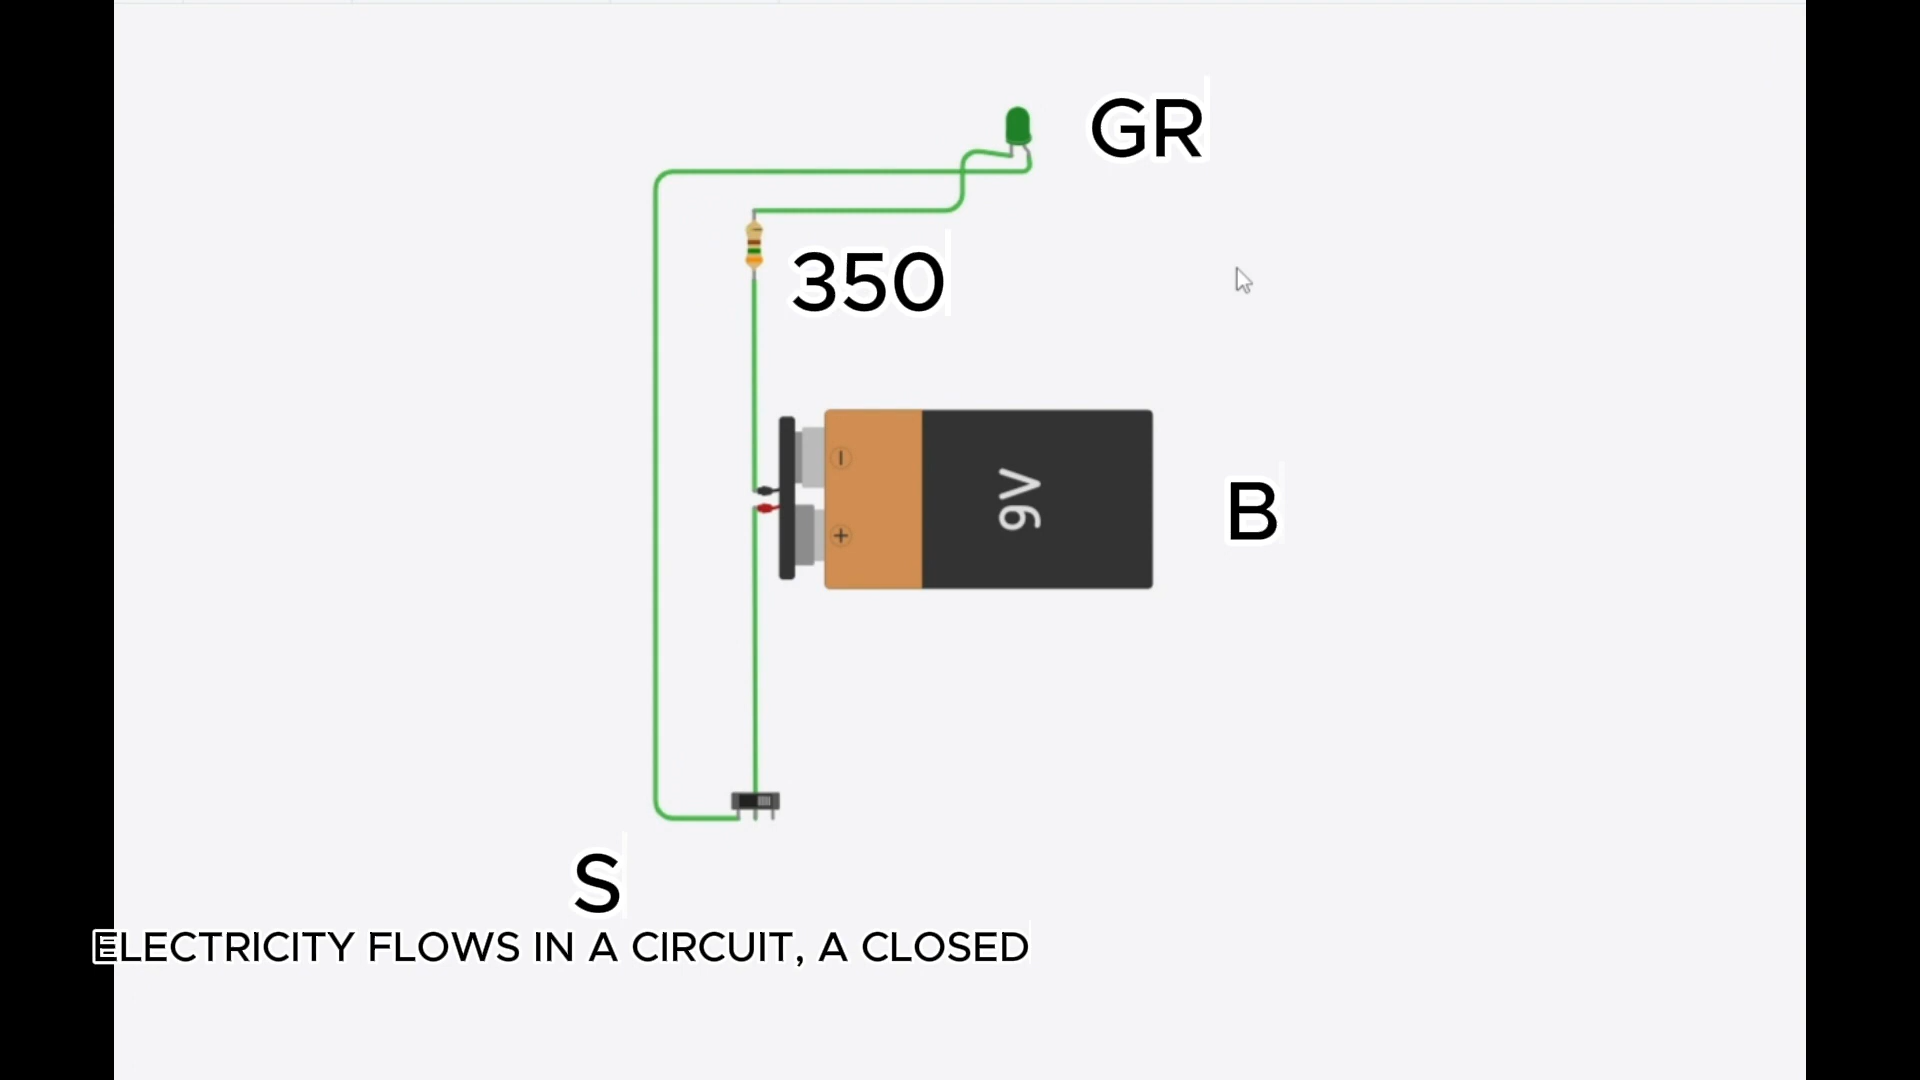 GR
350
9V
B
S
ELECTRICITY FLOWS IN A CIRCUIT, A CLOSED